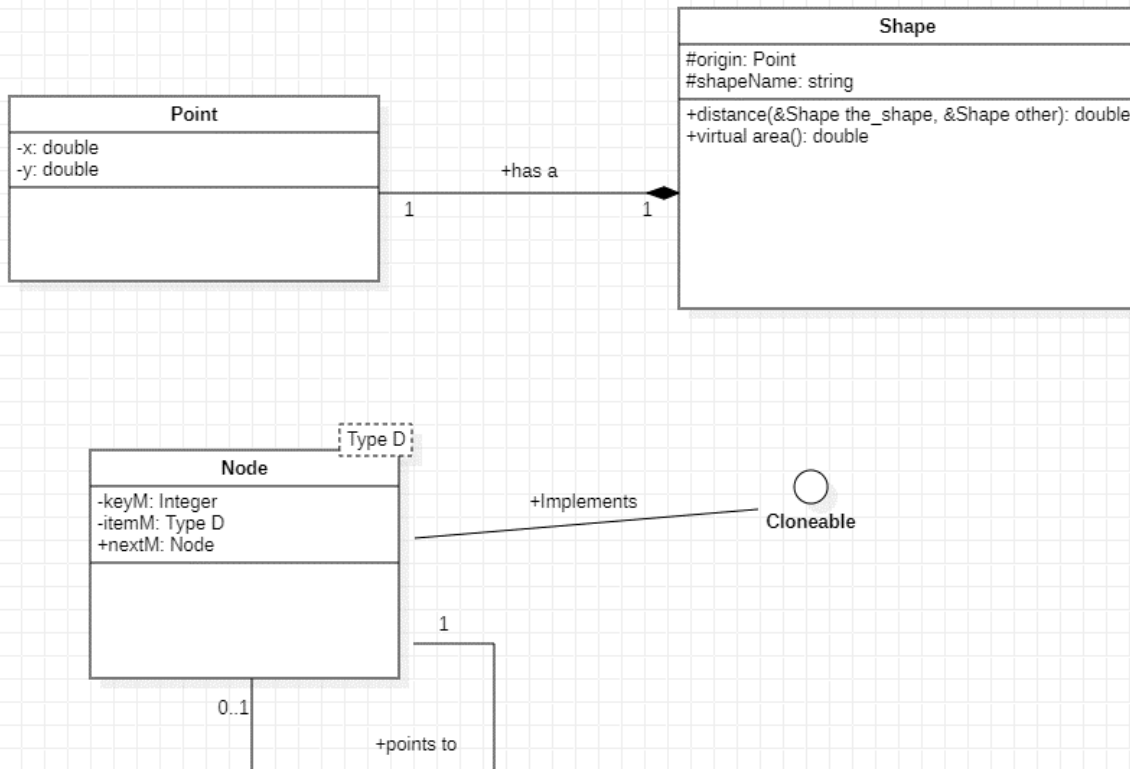 Shape
#origin: Point
#shapeName: string
+distance(&Shape the_shape, &Shape other): double
+virtual area(): double
Point
-x: double
-y: double
+has a
1
1
Type D
Node
-keyM: Integer
-itemM: Type D
+nextM: Node
+Implements
Cloneable
1
0..1
+points to